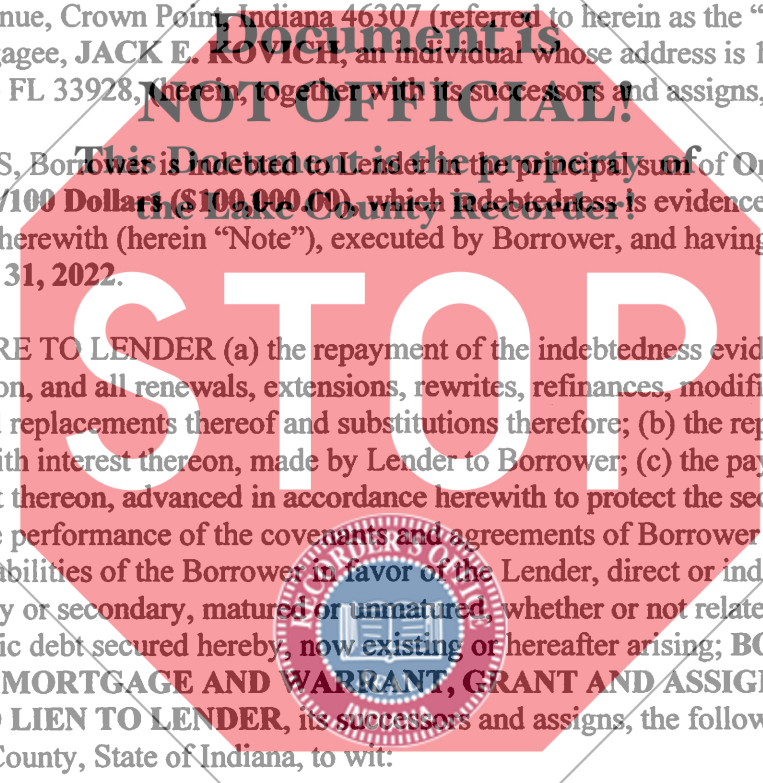 nue, Crown Point, Indiana 46307 (referred to herein as the “
Document is
gagee, JACK E. KOVICH, an individual whose address is
FL 33928, (herein, together with its successors and assigns,
NOT OFFICIAL!
S, Borrower is indebted to Lender in the principal sum of
This Document is the property of
/100 Dollars ($100,000.00), which indebtedness is evidence
the Lake County Recorder!
herewith (herein “Note”), executed by Borrower, and having
31, 2022.
STOP
RE TO LENDER (a) the repayment of the indebtedness evid
on, and all renewals, extensions, rewrites, refinances, modifi
replacements thereof and substitutions therefore; (b) the rep
ith interest thereon, made by Lender to Borrower; (c) the pay
t thereon, advanced in accordance herewith to protect the sec
e performance of the covenants and agreements of Borrower
abilities of the Borrower in favor of the Lender, direct or ind
y or secondary, matured or unmatured, whether or not relate
ic debt secured hereby, now existing or hereafter arising; BO
MORTGAGE AND WARRANT, GRANT AND ASSIG
LIEN TO LENDER, its successors and assigns, the follow
County, State of Indiana, to wit:
RECORDER'S OFFICE
INDIANA